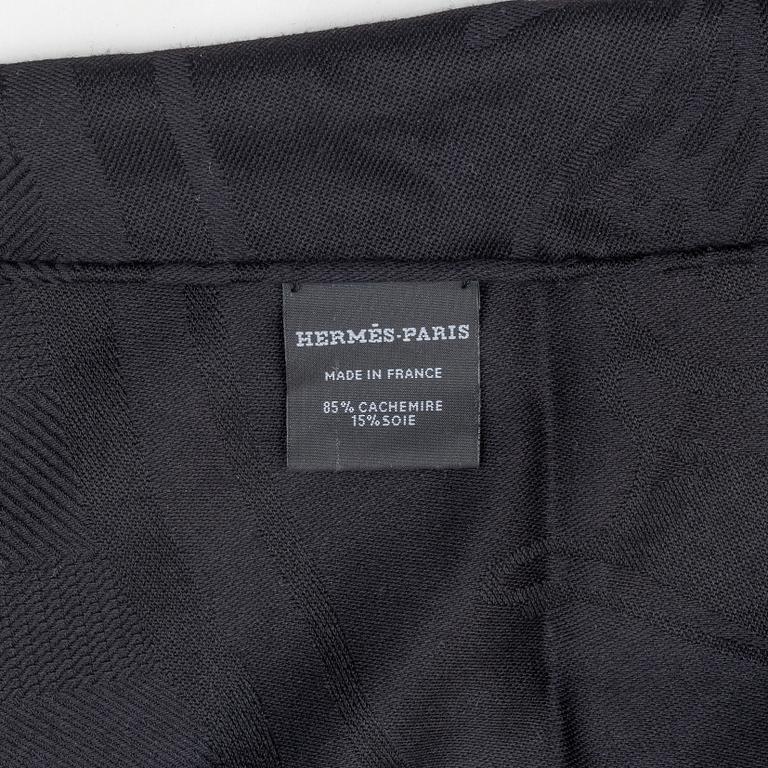 HERMÈS-PARIS
MADE IN FRANCE
85% CACHEMIRE
15% SOIE